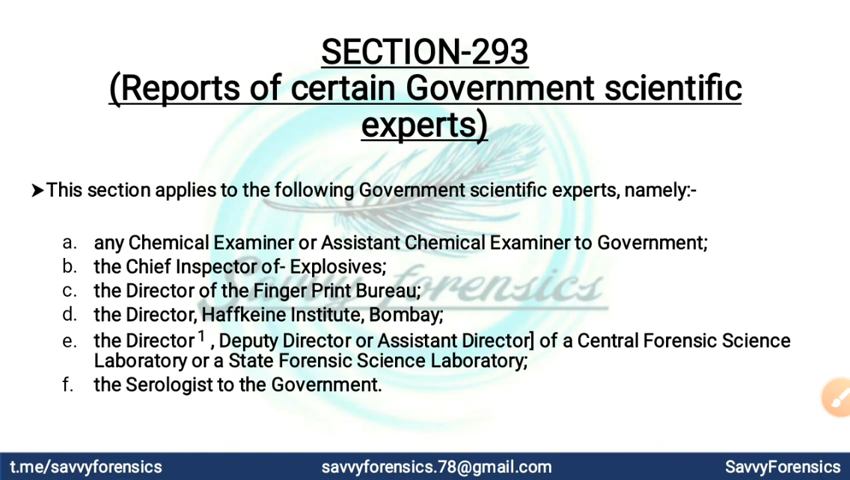 SECTION-293
(Reports of certain Government scientific
experts)
➤This section applies to the following Government scientific experts, namely:-
a. any Chemical Examiner or Assistant Chemical Examiner to Government;
b. the Chief Inspector of- Explosives;
c. the Director of the Finger Print Bureau;
d. the Director, Haffkeine Institute, Bombay;
e. the Director 1 , Deputy Director or Assistant Director] of a Central Forensic Science
Laboratory or a State Forensic Science Laboratory;
f. the Serologist to the Government.
Savvy forensics
t.me/savvyforensics savvyforensics.78@gmail.com SavvyForensics